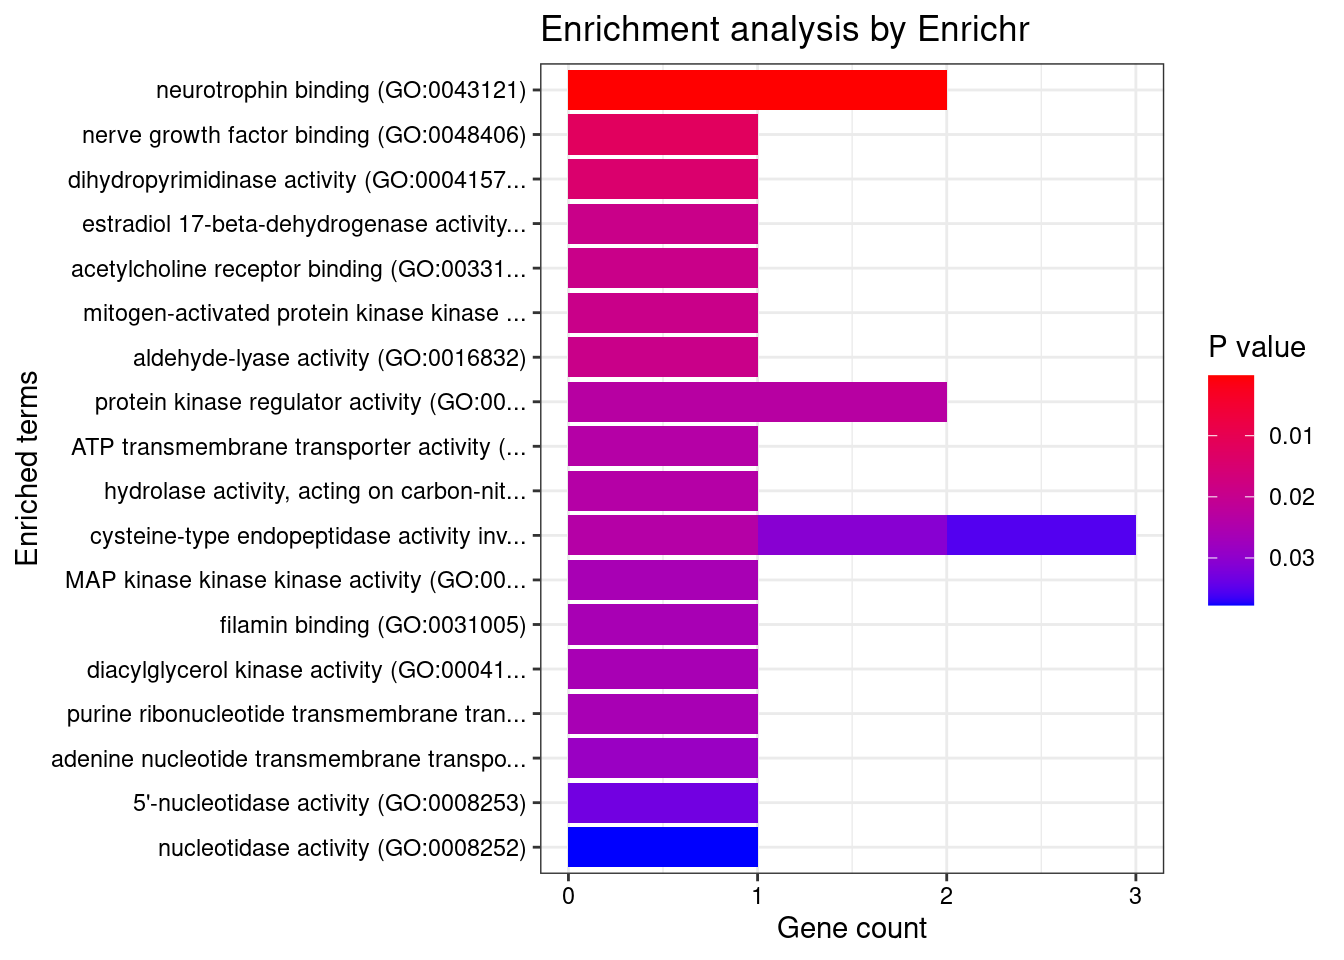 Enrichment analysis by Enrichr
Enriched terms
neurotrophin binding (GO:0043121)
nerve growth factor binding (GO:0048406)
dihydropyrimidinase activity (GO:0004157...
estradiol 17-beta-dehydrogenase activity...
acetylcholine receptor binding (GO:00331...
mitogen-activated protein kinase kinase ...
aldehyde-lyase activity (GO:0016832)
protein kinase regulator activity (GO:00...
ATP transmembrane transporter activity (...
hydrolase activity, acting on carbon-nit...
cysteine-type endopeptidase activity inv...
MAP kinase kinase kinase activity (GO:00...
filamin binding (GO:0031005)
diacylglycerol kinase activity (GO:00041...
purine ribonucleotide transmembrane tran...
adenine nucleotide transmembrane transpo...
5'-nucleotidase activity (GO:0008253)
nucleotidase activity (GO:0008252)
0 1 2 3
Gene count
P value
0.01
0.02
0.03